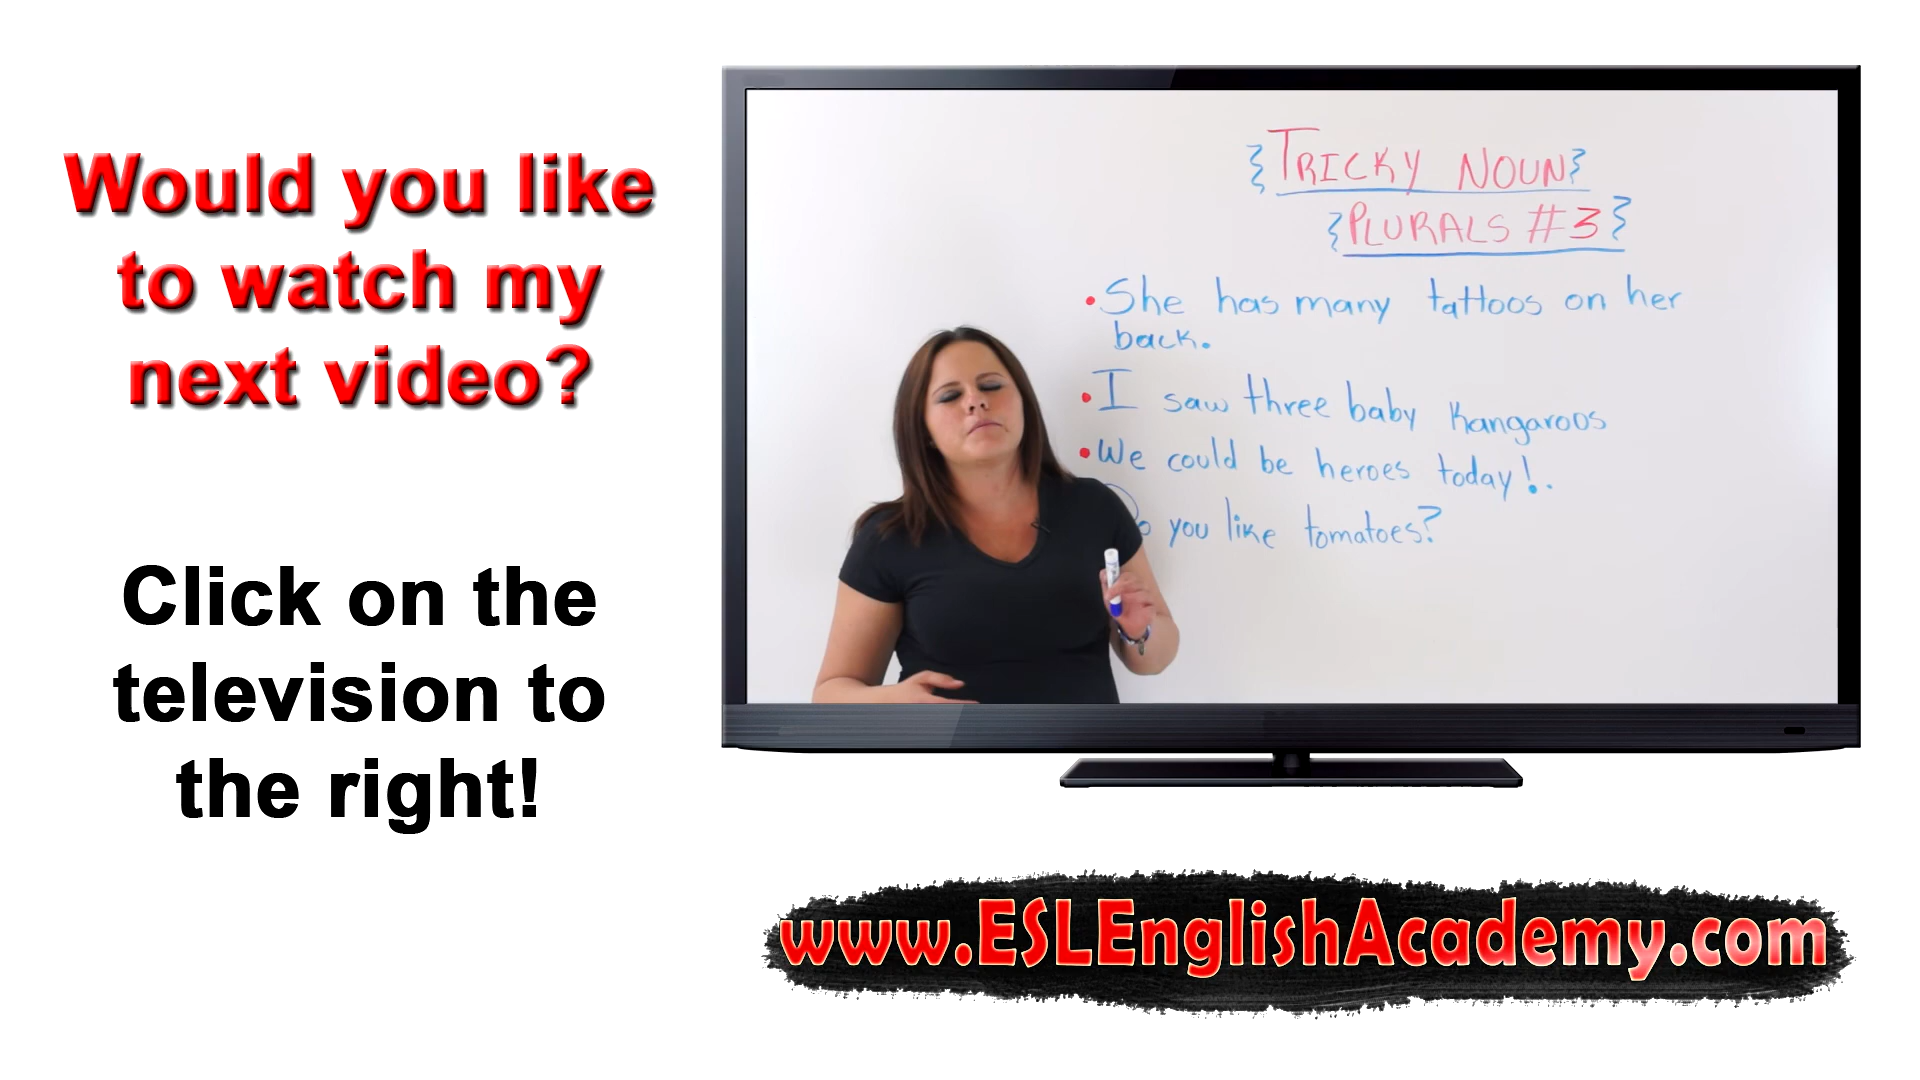 Would you like
to watch my
next video?
Click on the
television to
the right!
{TRICKY NOUN}
{PLURALS #3}
• She has many tattoos on her
back.
• I saw three baby kangaroos
• We could be heroes today!.
you like tomatoes?
www.ESLEnglishAcademy.com